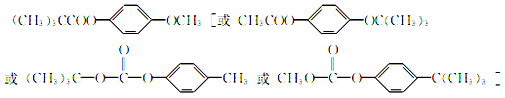 (CH₃)₃CCOO—OCH₃ [或 CH₃COO—OC(CH₃)₃
O O
或 (CH₃)₃C—O—C—O—CH₃ 或 CH₃O—C—O—C(CH₃)₃ ]